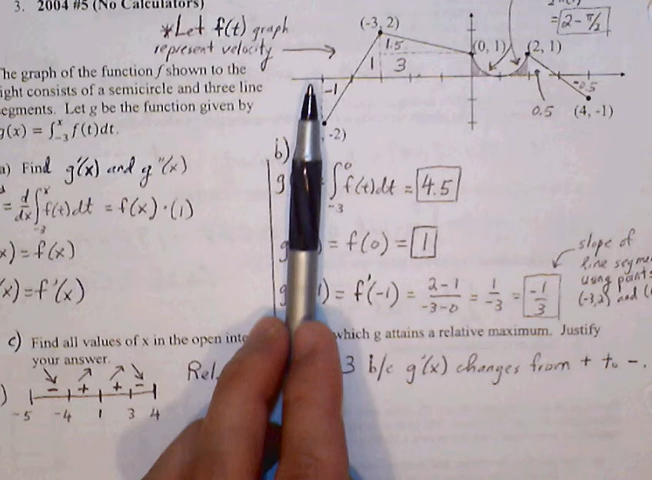 3. 2004 #5 (No Calculators)
*Let f(t) graph
represent velocity
The graph of the function f shown to the
ight consists of a semicircle and three line
segments. Let g be the function given by
g(x) = ∫₋₃ˣ f(t)dt.
(-3, 2)
1.5
1 3
(0, 1)
(2, 1)
= 2-π/2
-1
-2)
0.5
-0.5
(4, -1)
a) Find g'(x) and g''(x)
= d/dx ∫₋₃ˣ f(t)dt = f(x)·(1)
x) = f(x)
x) = f'(x)
b)
g ∫₋₃⁰ f(t)dt = 4.5
g ) = f(0) = 1
g 1) = f'(-1) = 2-1/-3-0 = 1/-3 = -1/3
slope of
line segme
using point
(-3,2) and (
c) Find all values of x in the open inte which g attains a relative maximum. Justify
your answer.
- + + -
-5 -4 1 3 4
Rel. 3 b/c g'(x) changes from + to -.